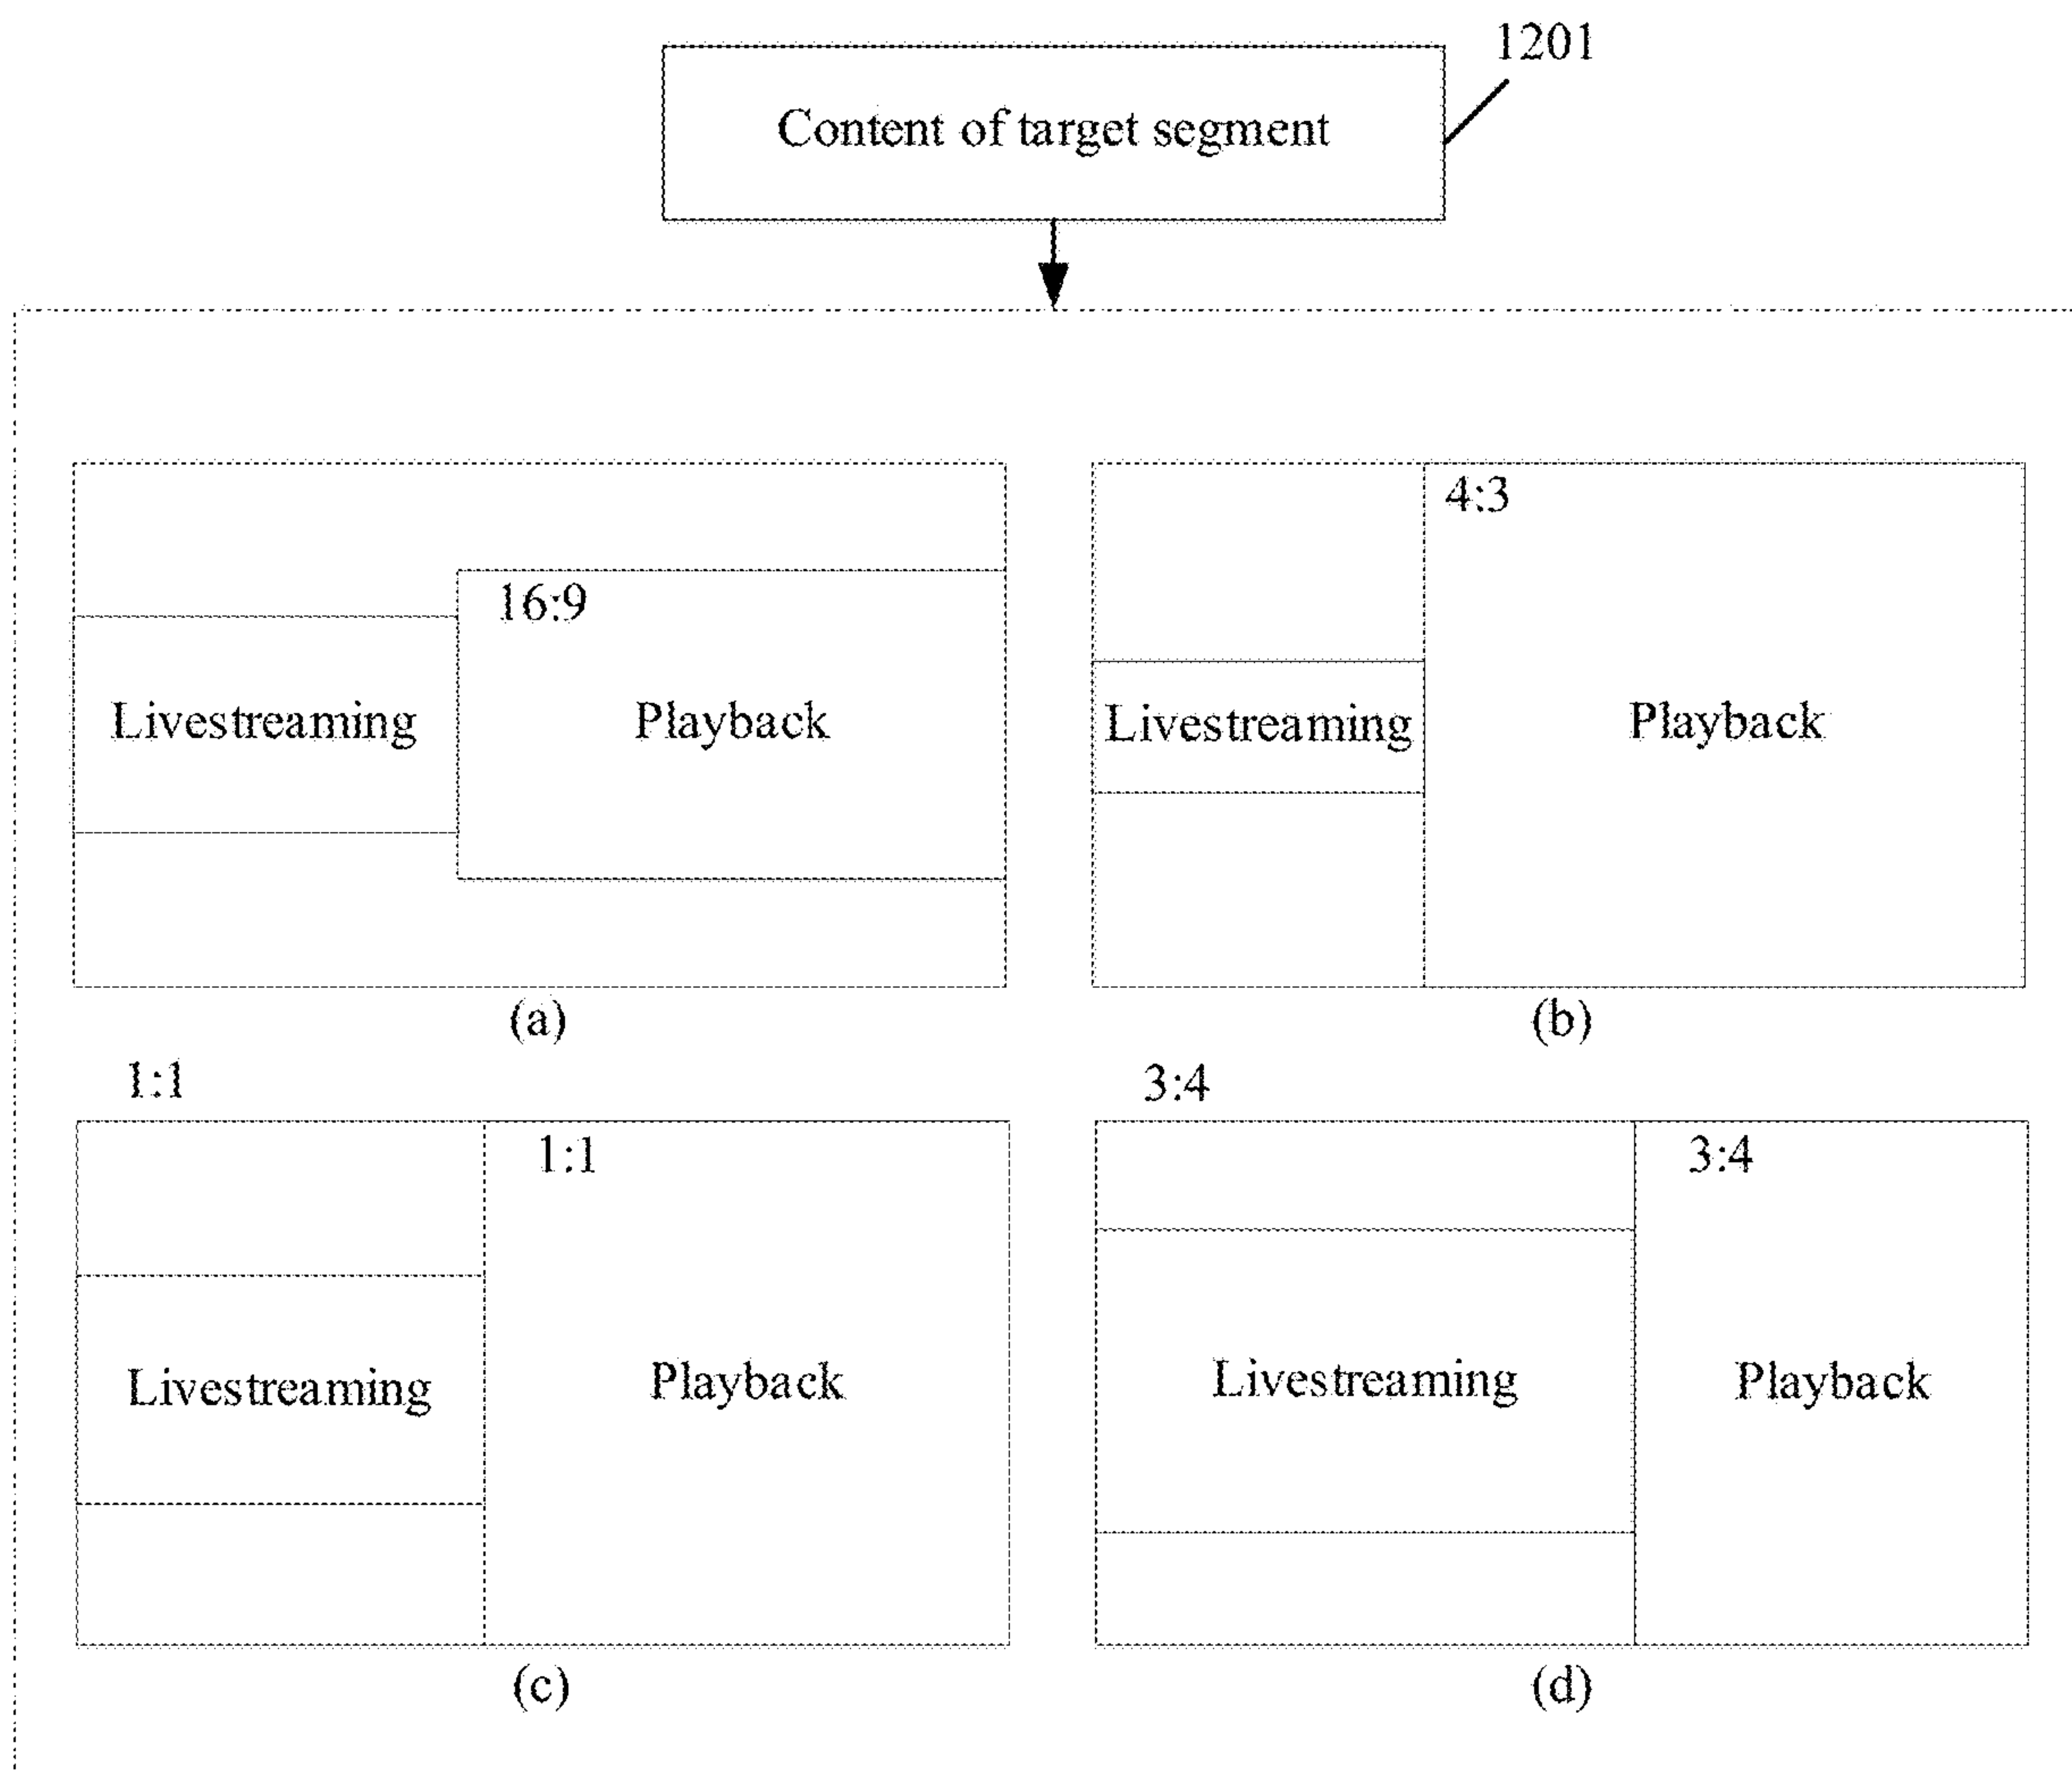 1201
Content of target segment
16:9
Livestreaming
Playback
(a)
4:3
Livestreaming
Playback
(b)
1:1
1:1
Livestreaming
Playback
(c)
3:4
3:4
Livestreaming
Playback
(d)